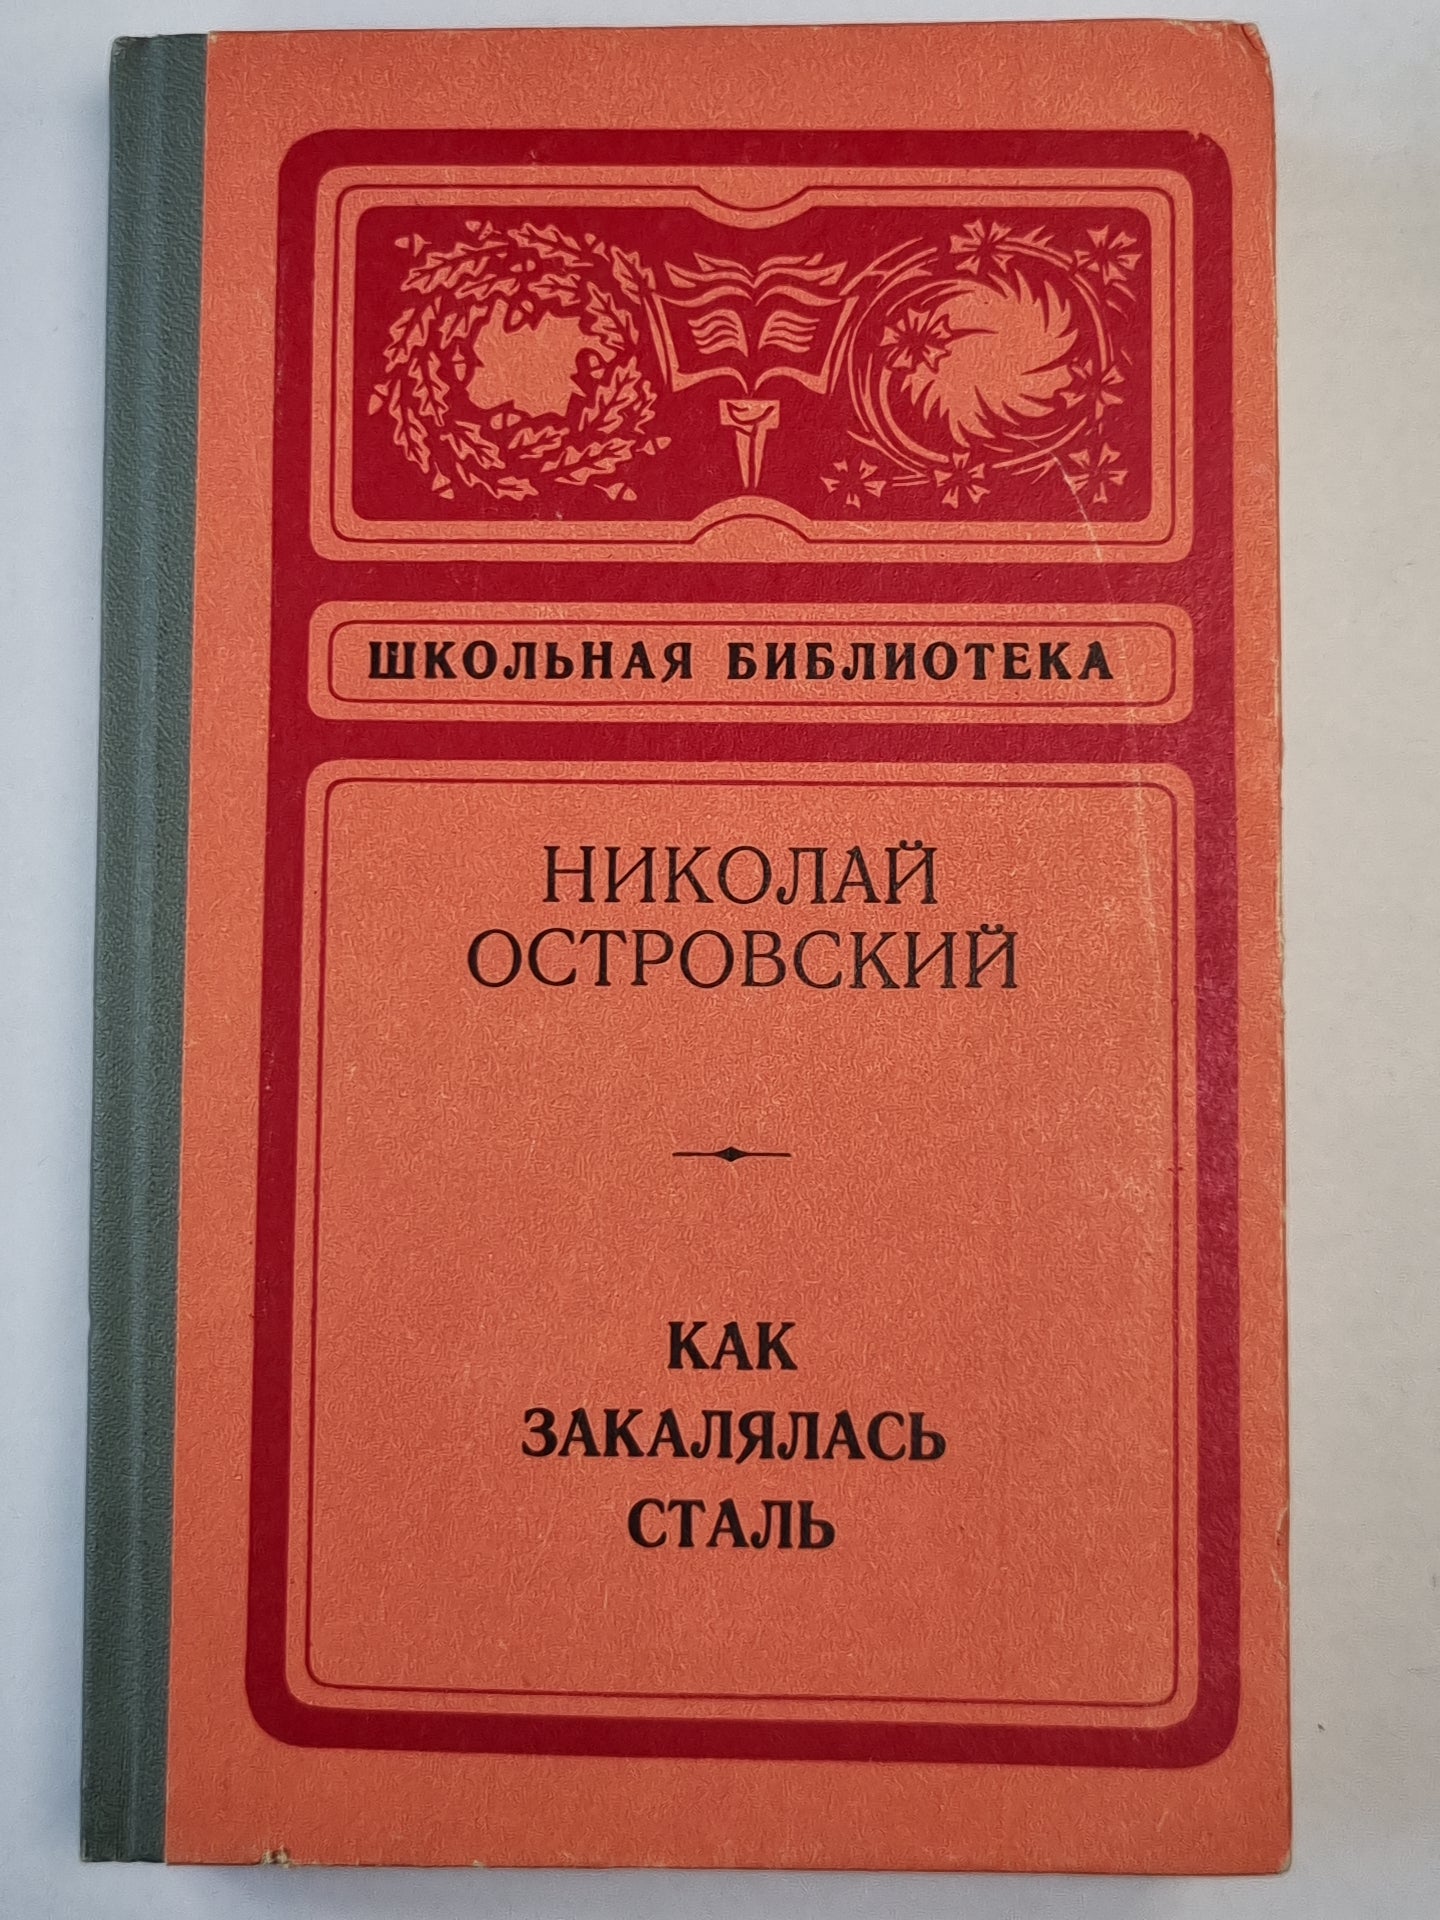 ШКОЛЬНАЯ БИБЛИОТЕКА
НИКОЛАЙ
ОСТРОВСКИЙ
КАК
ЗАКАЛЯЛАСЬ
СТАЛЬ